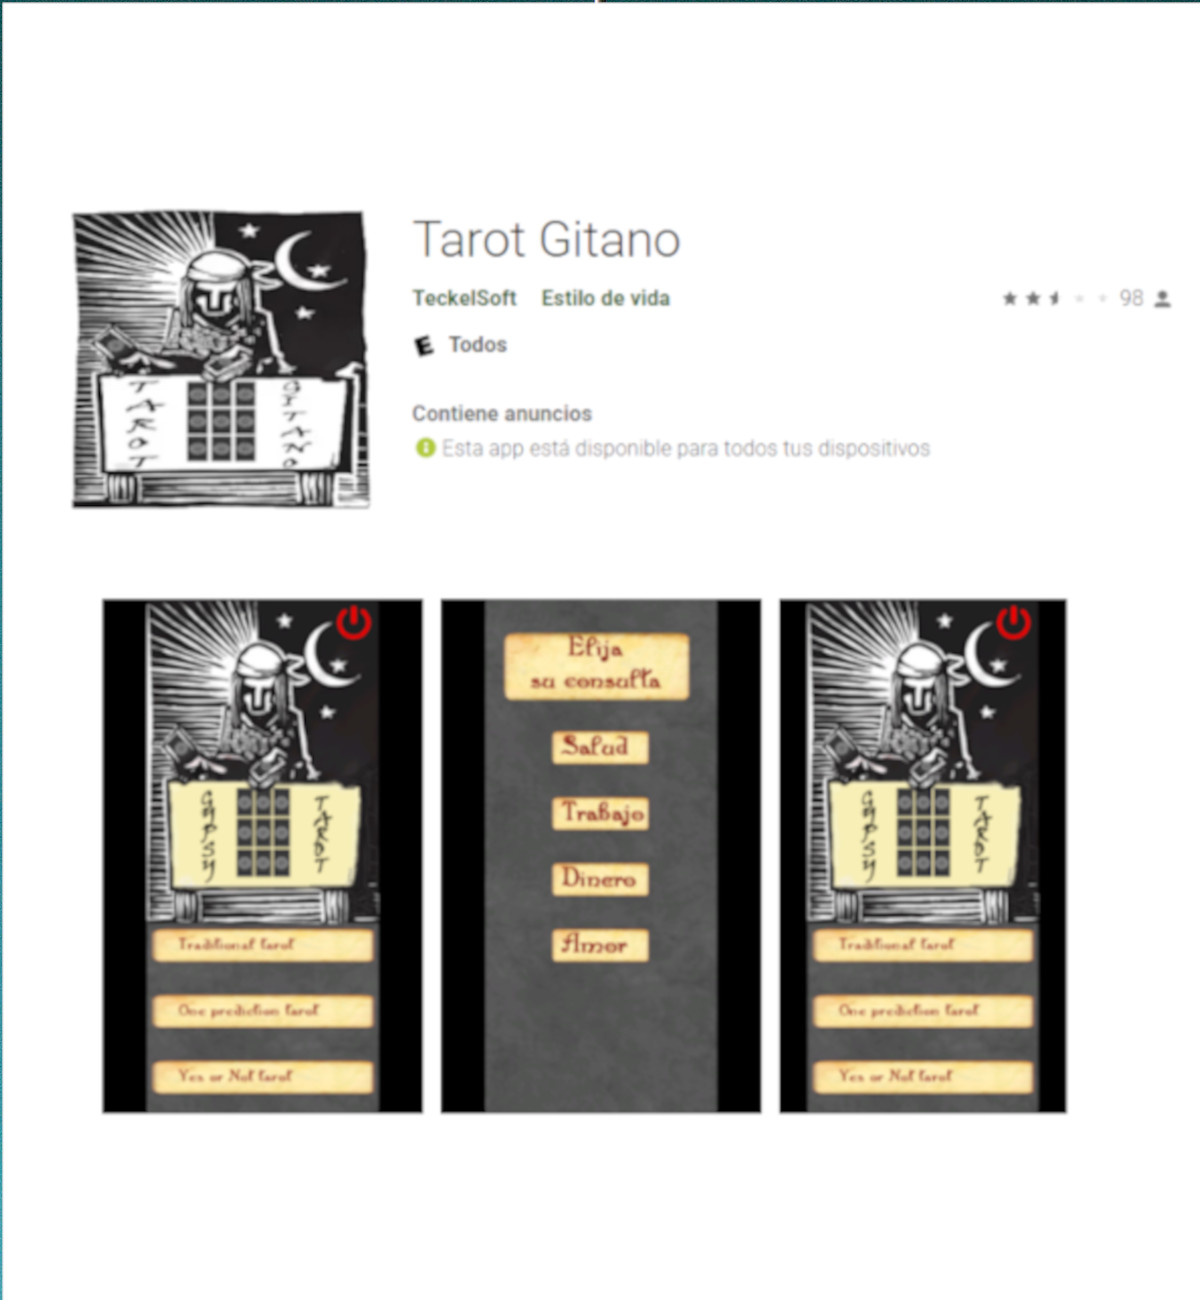 Tarot Gitano
TeckelSoft Estilo de vida
98
E Todos
Contiene anuncios
Esta app está disponible para todos tus dispositivos
TAROT
GITANO
GYPSY
TAROT
Traditional tarot
One prediction tarot
Yes or Not tarot
Elija
su consulta
Salud
Trabajo
Dinero
Amor
GYPSY
TAROT
Traditional tarot
One prediction tarot
Yes or Not tarot